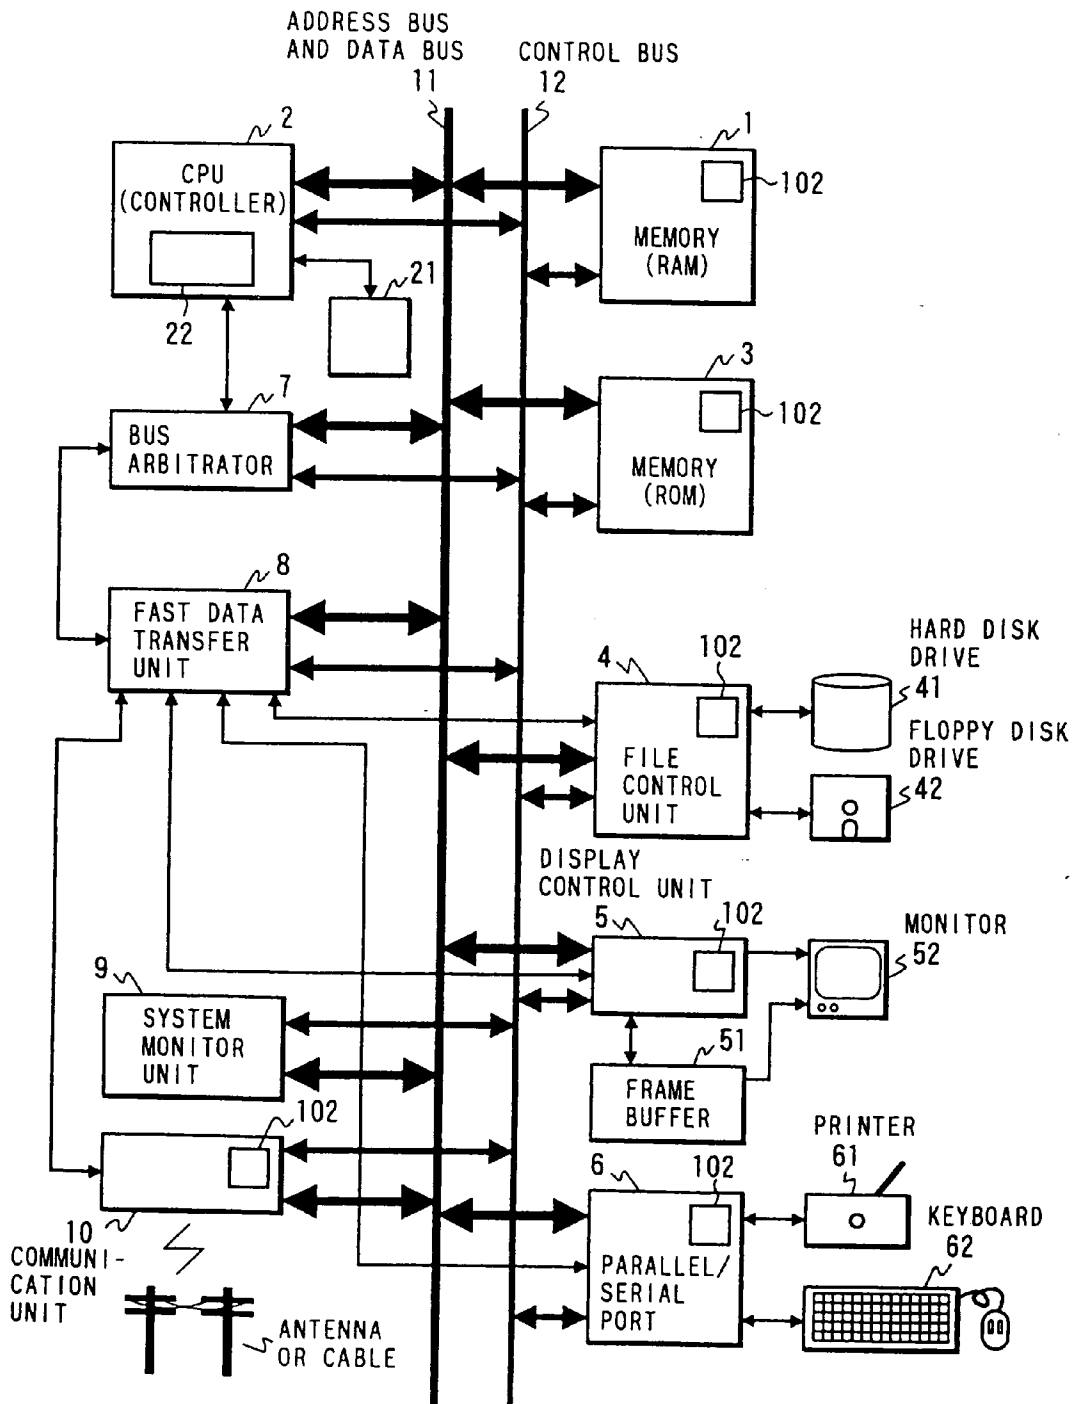 ADDRESS BUS
AND DATA BUS
11
CONTROL BUS
12
2
CPU
(CONTROLLER)
22
21
1
102
MEMORY
(RAM)
3
102
MEMORY
(ROM)
7
BUS
ARBITRATOR
8
FAST DATA
TRANSFER
UNIT
4
102
FILE
CONTROL
UNIT
HARD DISK
DRIVE
41
FLOPPY DISK
DRIVE
42
DISPLAY
CONTROL UNIT
5
102
MONITOR
52
51
FRAME
BUFFER
9
SYSTEM
MONITOR
UNIT
102
10
COMMUNI-
CATION
UNIT
ANTENNA
OR CABLE
6
102
PARALLEL/
SERIAL
PORT
PRINTER
61
KEYBOARD
62